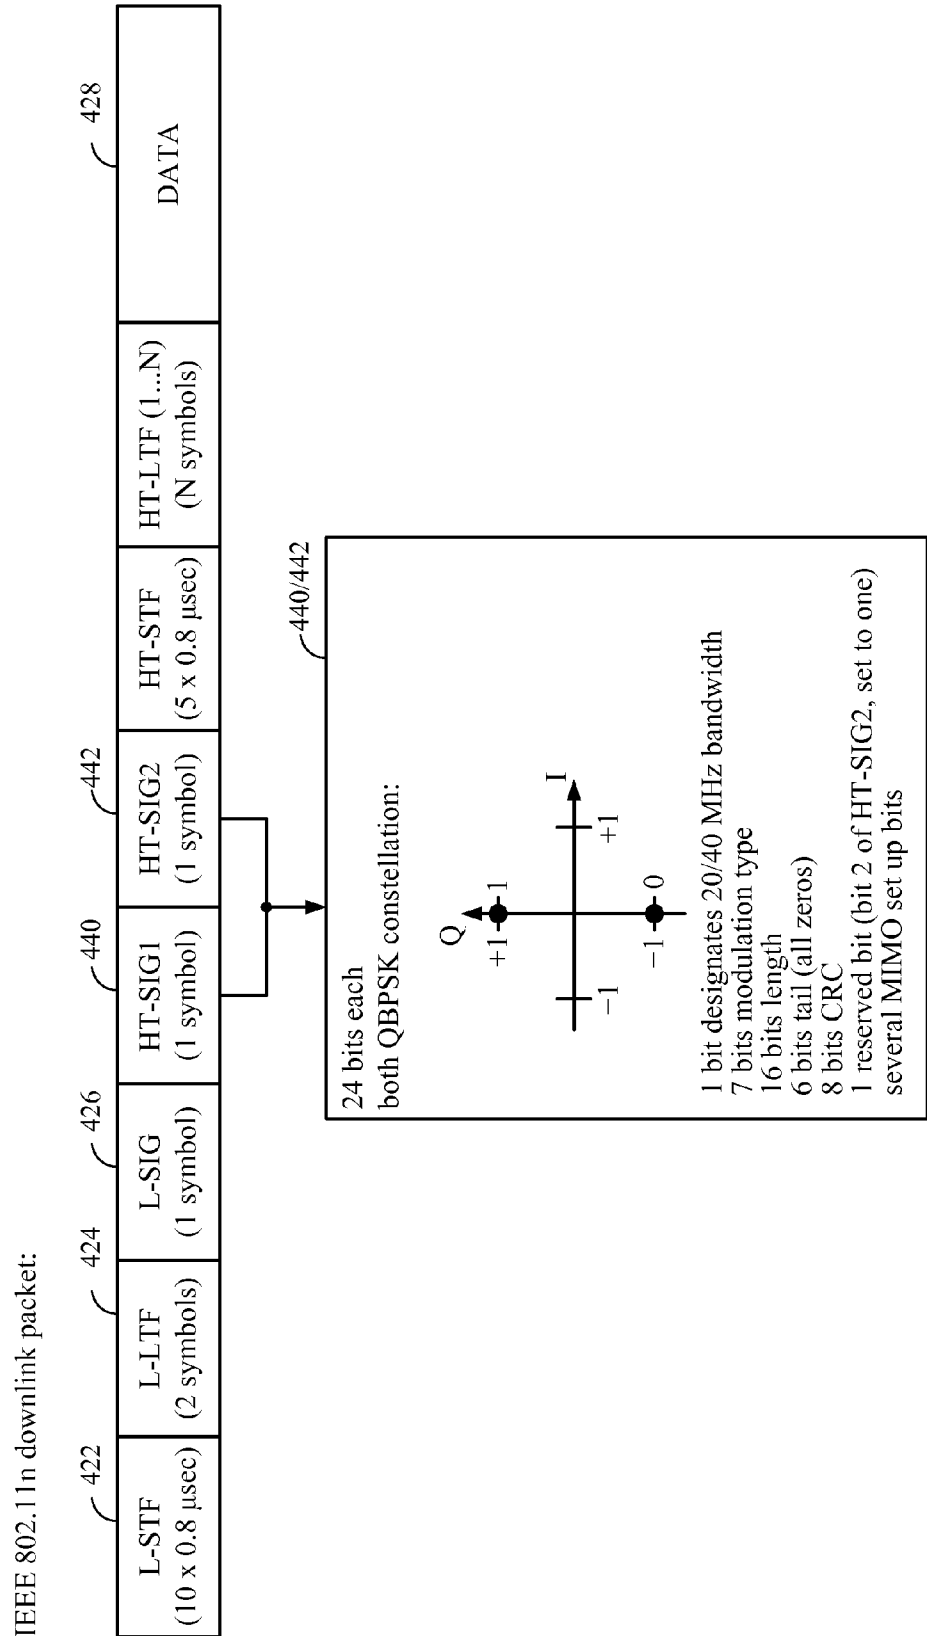 IEEE 802.11n downlink packet:
422
424
426
440
442
428
L-STF
(10 x 0.8 μsec)
L-LTF
(2 symbols)
L-SIG
(1 symbol)
HT-SIG1
(1 symbol)
HT-SIG2
(1 symbol)
HT-STF
(5 x 0.8 μsec)
HT-LTF (1...N)
(N symbols)
DATA
440/442
24 bits each
both QBPSK constellation:
Q
+1
1
I
−1
+1
−1
0
1 bit designates 20/40 MHz bandwidth
7 bits modulation type
16 bits length
6 bits tail (all zeros)
8 bits CRC
1 reserved bit (bit 2 of HT-SIG2, set to one)
several MIMO set up bits